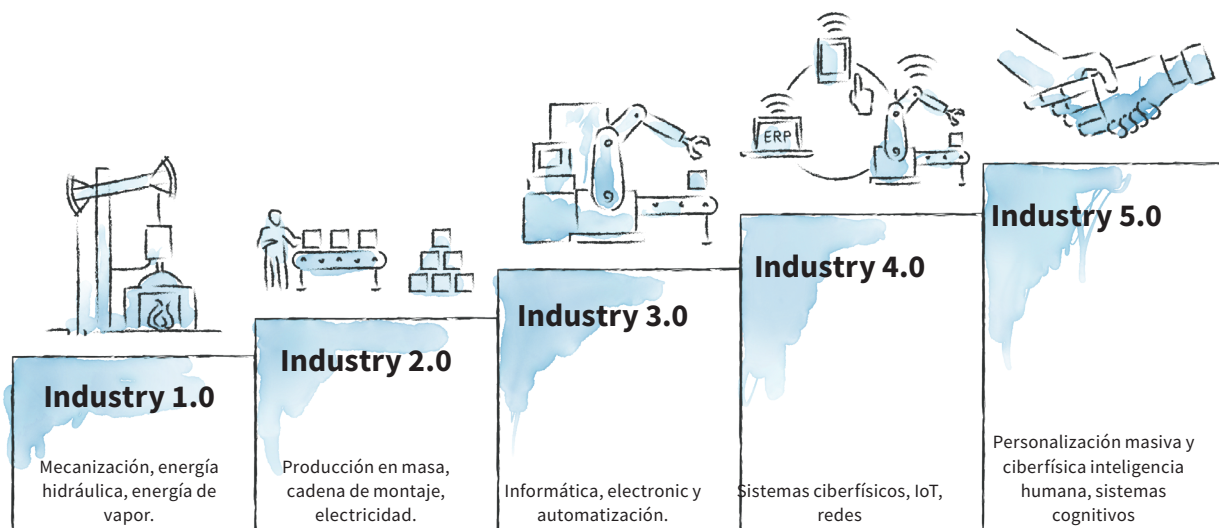 ERP
Industry 1.0
Mecanización, energía
hidráulica, energía de
vapor.
Industry 2.0
Producción en masa,
cadena de montaje,
electricidad.
Industry 3.0
Informática, electronic y
automatización.
Industry 4.0
Sistemas ciberfísicos, IoT,
redes
Industry 5.0
Personalización masiva y
ciberfísica inteligencia
humana, sistemas
cognitivos